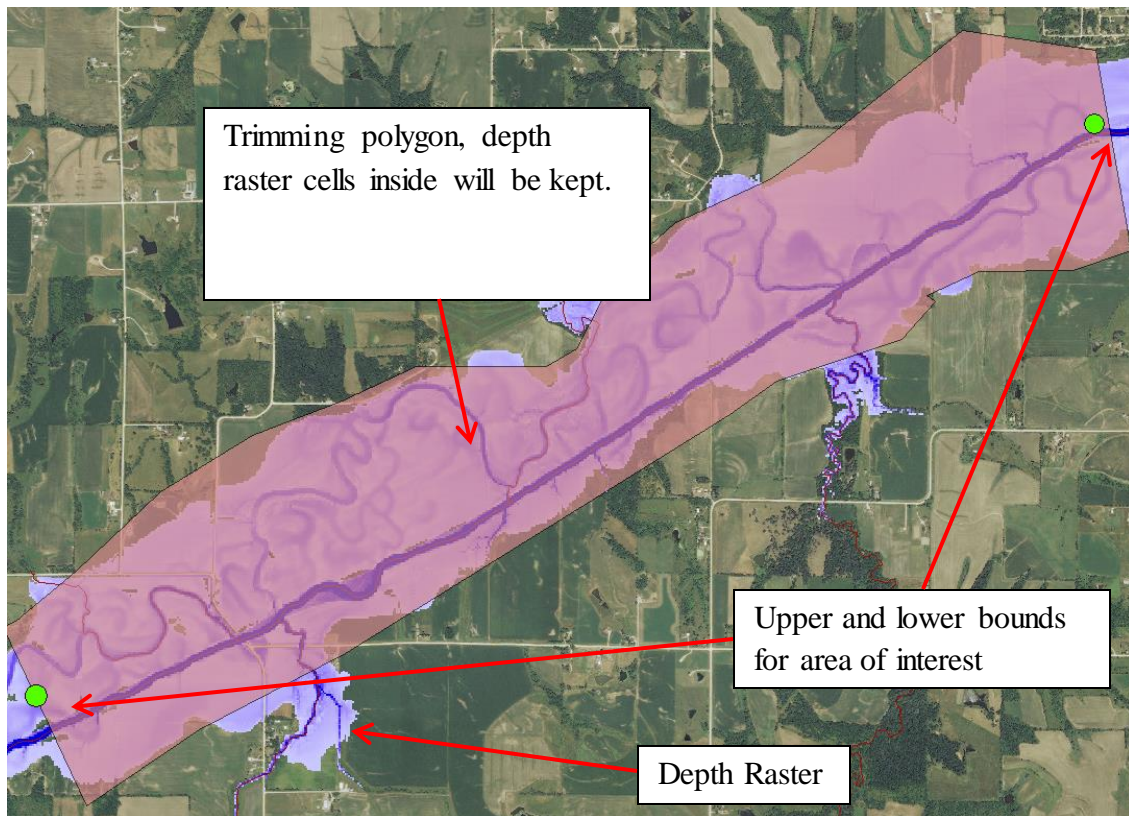 Trimming polygon, depth
raster cells inside will be kept.
Upper and lower bounds
for area of interest
Depth Raster